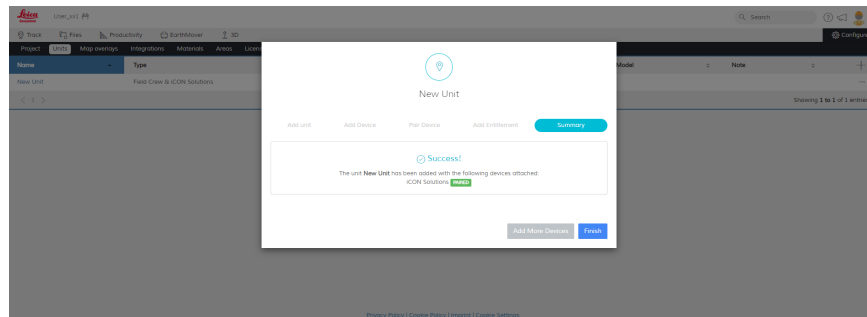 Leica
User_icc1
Search
Track Files Productivity EarthMover 3D
Configure
Project Units Map overlays Integrations Materials Areas
Name Type Model Note
New Unit Field Crew & iCON Solutions
1
Showing 1 to 1 of 1 entries
New Unit
Add unit Add Device Pair Device Add Entitlement Summary
Success!
The unit New Unit has been added with the following devices attached:
iCON Solutions PAIRED
Add More Devices Finish
Privacy Policy | Cookie Policy | Imprint | Cookie Settings